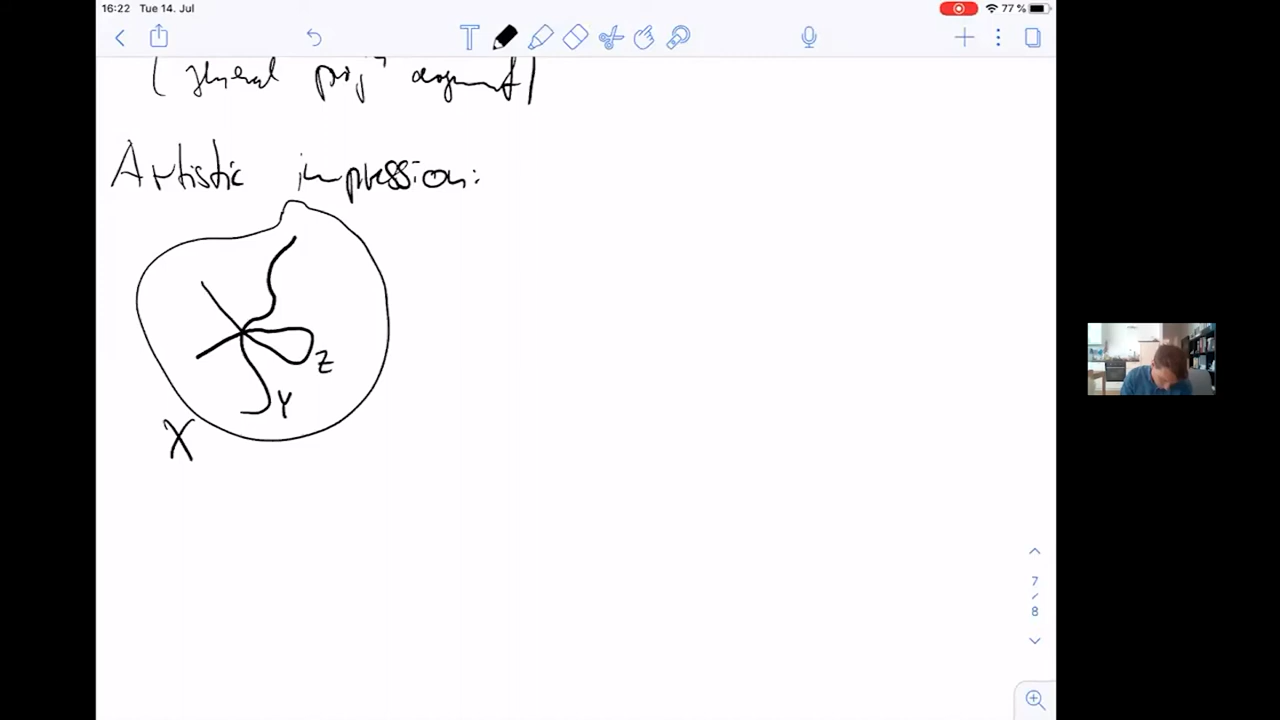 16:22 Tue 14. Jul 77 %
T
(general proj⁻ argument)
Artistic impression:
Z
Y
X
7
/
8